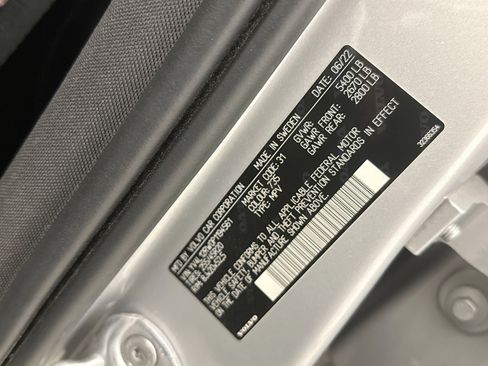 MFD. BY VOLVO CAR CORPORATION
MADE IN SWEDEN
DATE: 06/22
MARKET CODE: 31
GVWR: 5400 LB
COLOUR:
GAWR FRONT: 2670 LB
TYPE: MPV
GAWR REAR: 2800 LB
THIS VEHICLE CONFORMS TO ALL APPLICABLE FEDERAL MOTOR
VEHICLE SAFETY, BUMPER AND THEFT PREVENTION STANDARDS IN EFFECT
ON THE DATE OF MANUFACTURE SHOWN ABOVE.
VOLVO